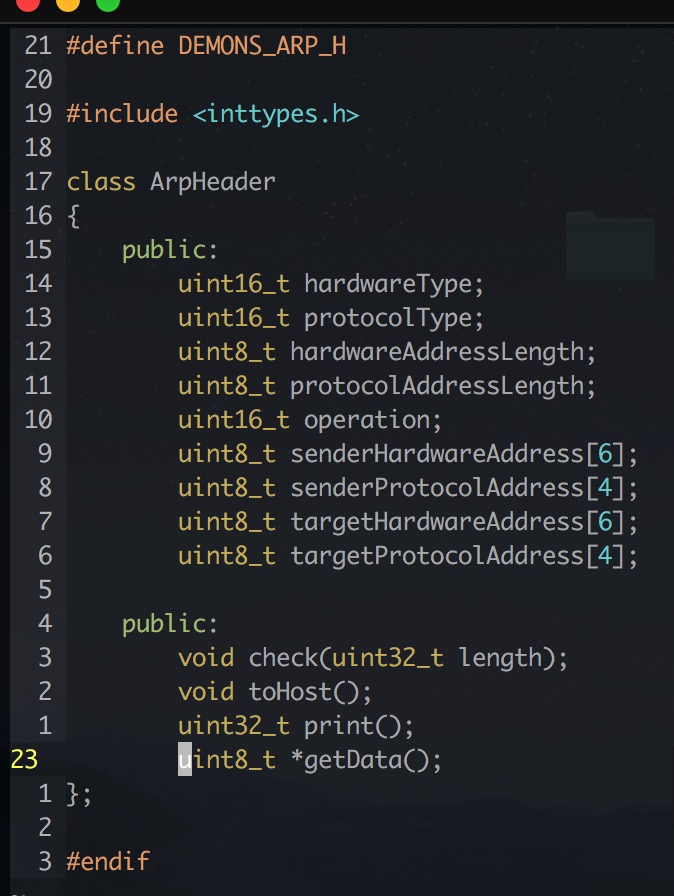 21 #define DEMONS_ARP_H
20
19 #include <inttypes.h>
18
17 class ArpHeader
16 {
15     public:
14         uint16_t hardwareType;
13         uint16_t protocolType;
12         uint8_t hardwareAddressLength;
11         uint8_t protocolAddressLength;
10         uint16_t operation;
9         uint8_t senderHardwareAddress[6];
8         uint8_t senderProtocolAddress[4];
7         uint8_t targetHardwareAddress[6];
6         uint8_t targetProtocolAddress[4];
5
4     public:
3         void check(uint32_t length);
2         void toHost();
1         uint32_t print();
23         uint8_t *getData();
1 };
2
3 #endif